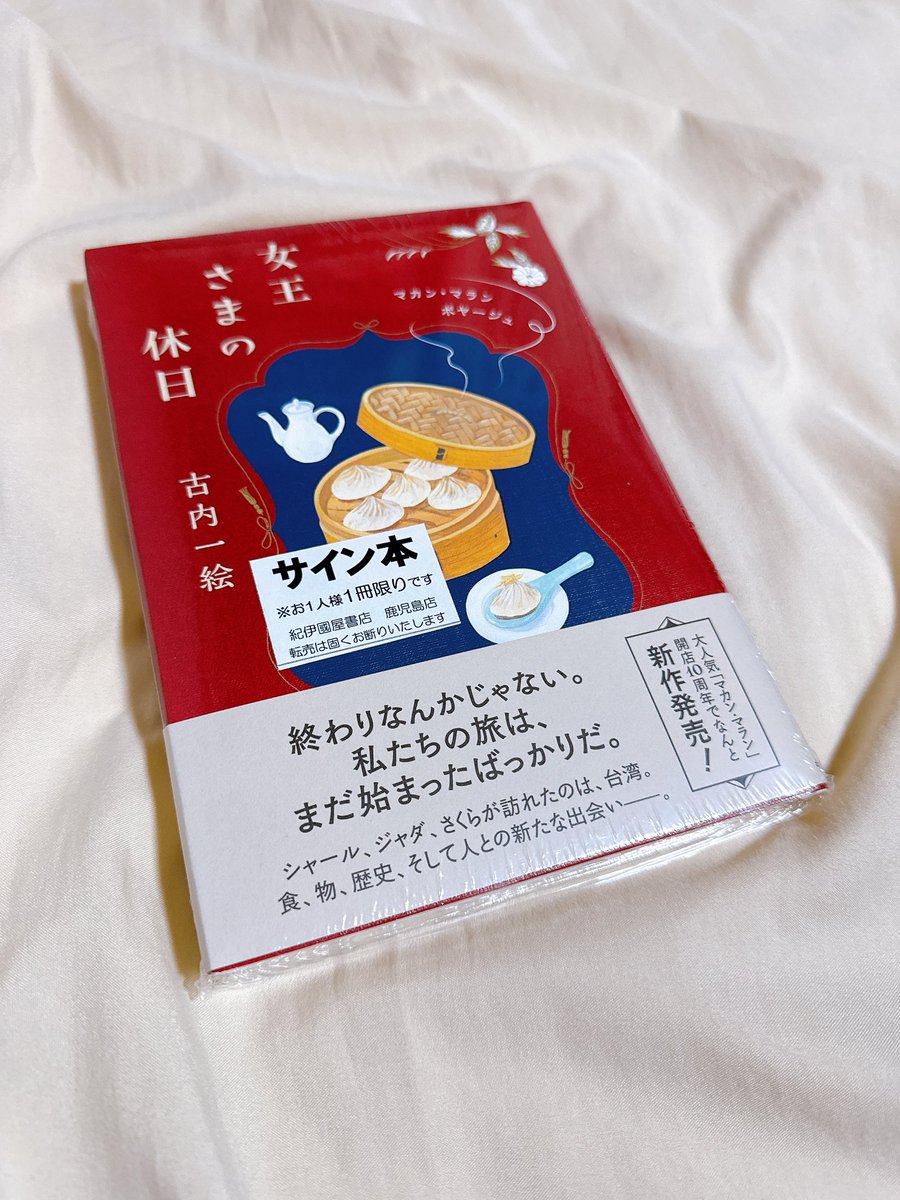 女王
さまの
休日
マカン・マラン
ボヤージュ
古内一絵
サイン本
※お1人様1冊限りです
紀伊國屋書店 鹿児島店
転売は固くお断りいたします
大人気「マカン・マラン」
開店10周年でなんと
新作発売!
終わりなんかじゃない。
私たちの旅は、
まだ始まったばっかりだ。
シャール、ジャダ、さくらが訪れたのは、台湾。
食、物、歴史、そして人との新たな出会い――。